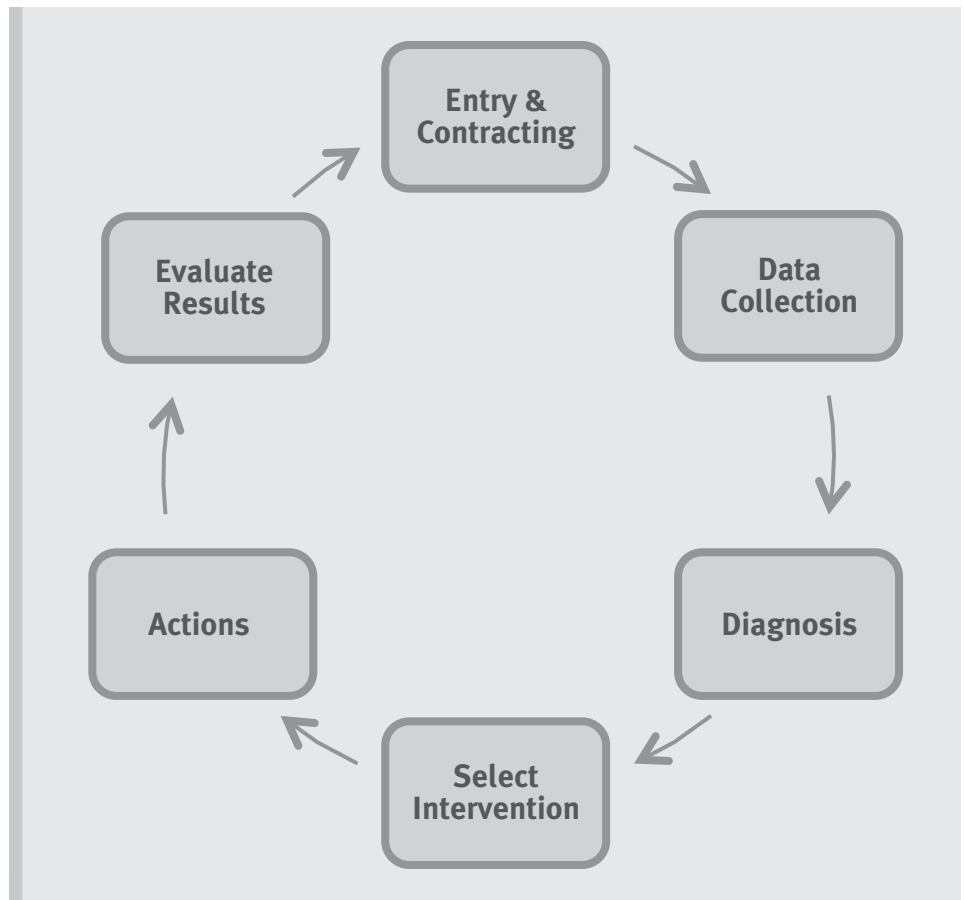 Entry &
Contracting
Data
Collection
Diagnosis
Select
Intervention
Actions
Evaluate
Results